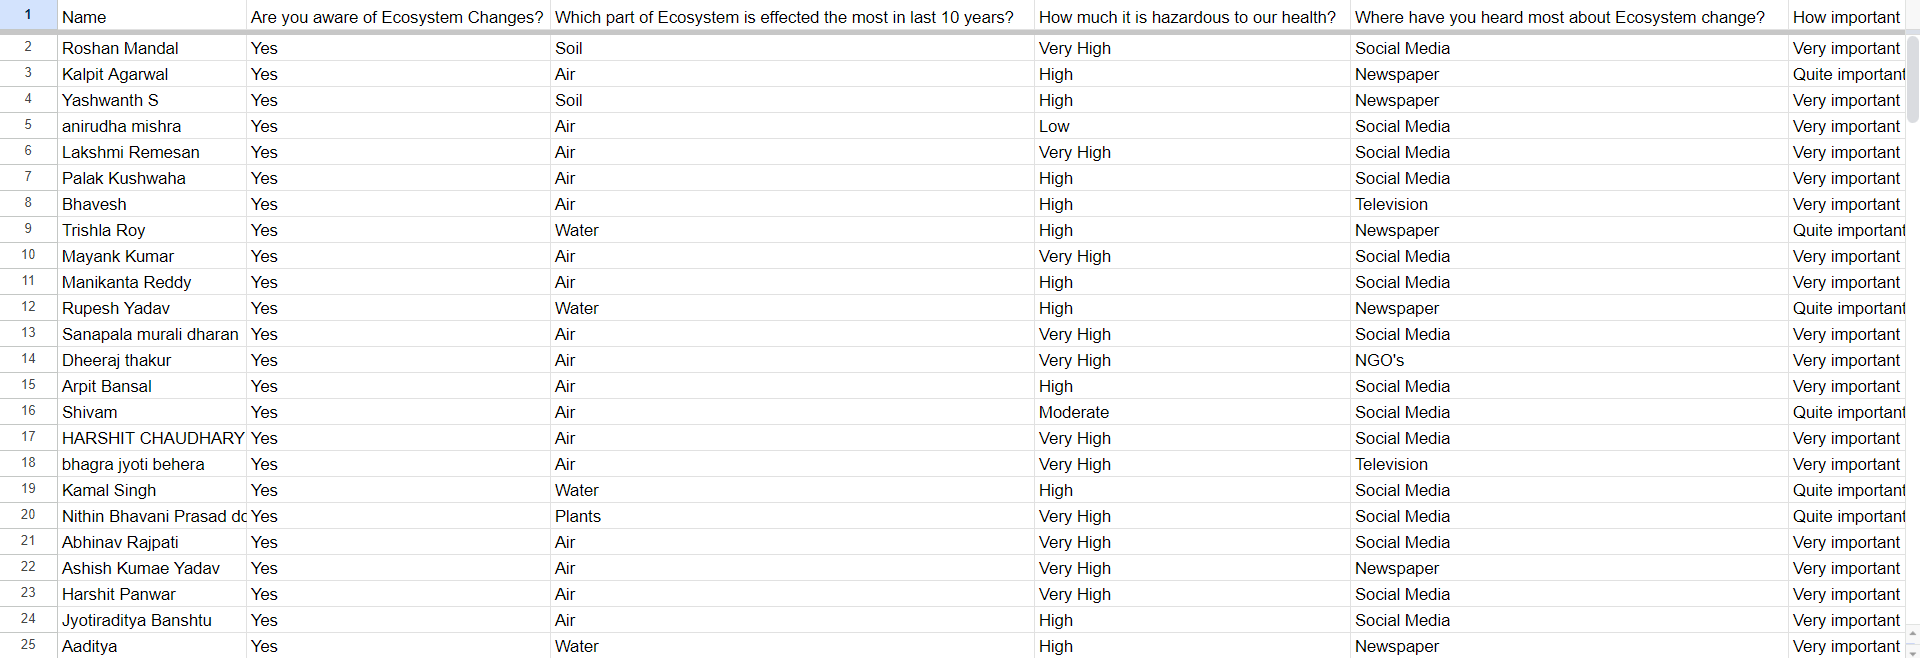 1 Name Are you aware of Ecosystem Changes? Which part of Ecosystem is effected the most in last 10 years? How much it is hazardous to our health? Where have you heard most about Ecosystem change? How important
2 Roshan Mandal Yes Soil Very High Social Media Very important
3 Kalpit Agarwal Yes Air High Newspaper Quite important
4 Yashwanth S Yes Soil High Newspaper Very important
5 anirudha mishra Yes Air Low Social Media Very important
6 Lakshmi Remesan Yes Air Very High Social Media Very important
7 Palak Kushwaha Yes Air High Social Media Very important
8 Bhavesh Yes Air High Television Very important
9 Trishla Roy Yes Water High Newspaper Quite important
10 Mayank Kumar Yes Air Very High Social Media Very important
11 Manikanta Reddy Yes Air High Social Media Very important
12 Rupesh Yadav Yes Water High Newspaper Quite important
13 Sanapala murali dharan Yes Air Very High Social Media Very important
14 Dheeraj thakur Yes Air Very High NGO's Very important
15 Arpit Bansal Yes Air High Social Media Very important
16 Shivam Yes Air Moderate Social Media Quite important
17 HARSHIT CHAUDHARY Yes Air Very High Social Media Very important
18 bhagra jyoti behera Yes Air Very High Television Very important
19 Kamal Singh Yes Water High Social Media Quite important
20 Nithin Bhavani Prasad Yes Plants Very High Social Media Quite important
21 Abhinav Rajpati Yes Air Very High Social Media Very important
22 Ashish Kumae Yadav Yes Air Very High Newspaper Very important
23 Harshit Panwar Yes Air Very High Social Media Very important
24 Jyotiraditya Banshtu Yes Air High Social Media Very important
25 Aaditya Yes Water High Newspaper Very important